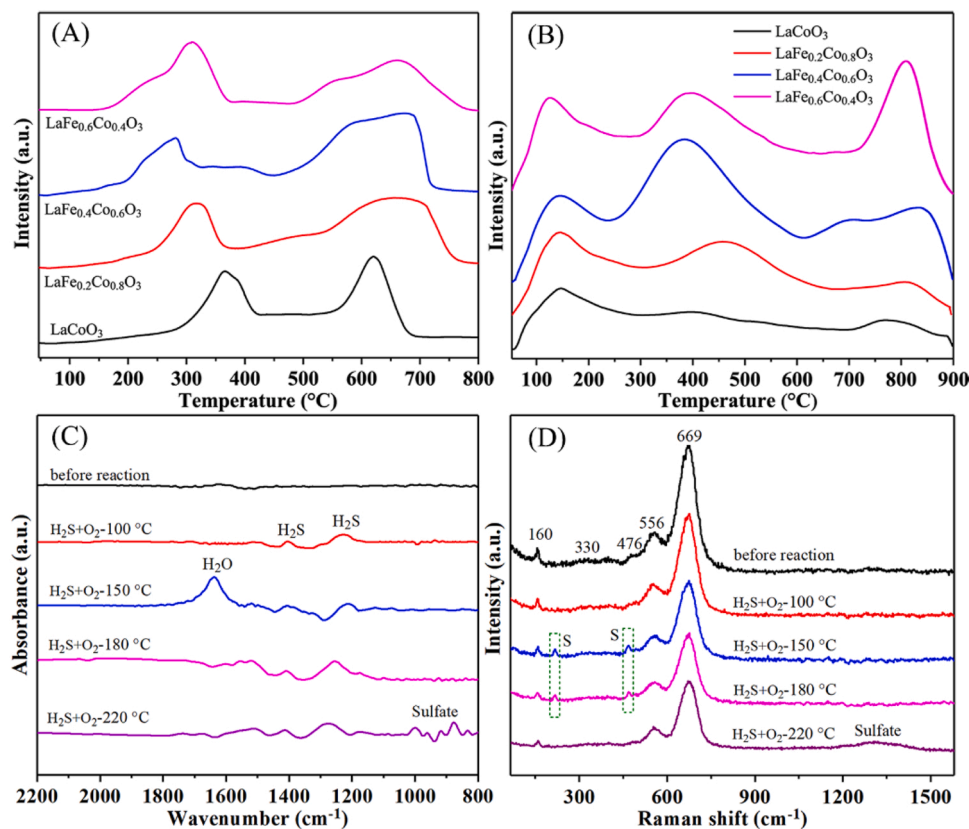 (A)
LaFe0.6Co0.4O3
LaFe0.4Co0.6O3
LaFe0.2Co0.8O3
LaCoO3
Intensity (a.u.)
100 200 300 400 500 600 700 800
Temperature (°C)
(B)
LaCoO3
LaFe0.2Co0.8O3
LaFe0.4Co0.6O3
LaFe0.6Co0.4O3
Intensity (a.u.)
100 200 300 400 500 600 700 800 900
Temperature (°C)
(C)
before reaction
H2S+O2-100 °C
H2S
H2S
H2O
H2S+O2-150 °C
H2S+O2-180 °C
H2S+O2-220 °C
Sulfate
Absorbance (a.u.)
2200 2000 1800 1600 1400 1200 1000 800
Wavenumber (cm-1)
(D)
669
160 330 476 556
before reaction
H2S+O2-100 °C
S S
H2S+O2-150 °C
H2S+O2-180 °C
H2S+O2-220 °C
Sulfate
Intensity (a.u.)
300 600 900 1200 1500
Raman shift (cm-1)